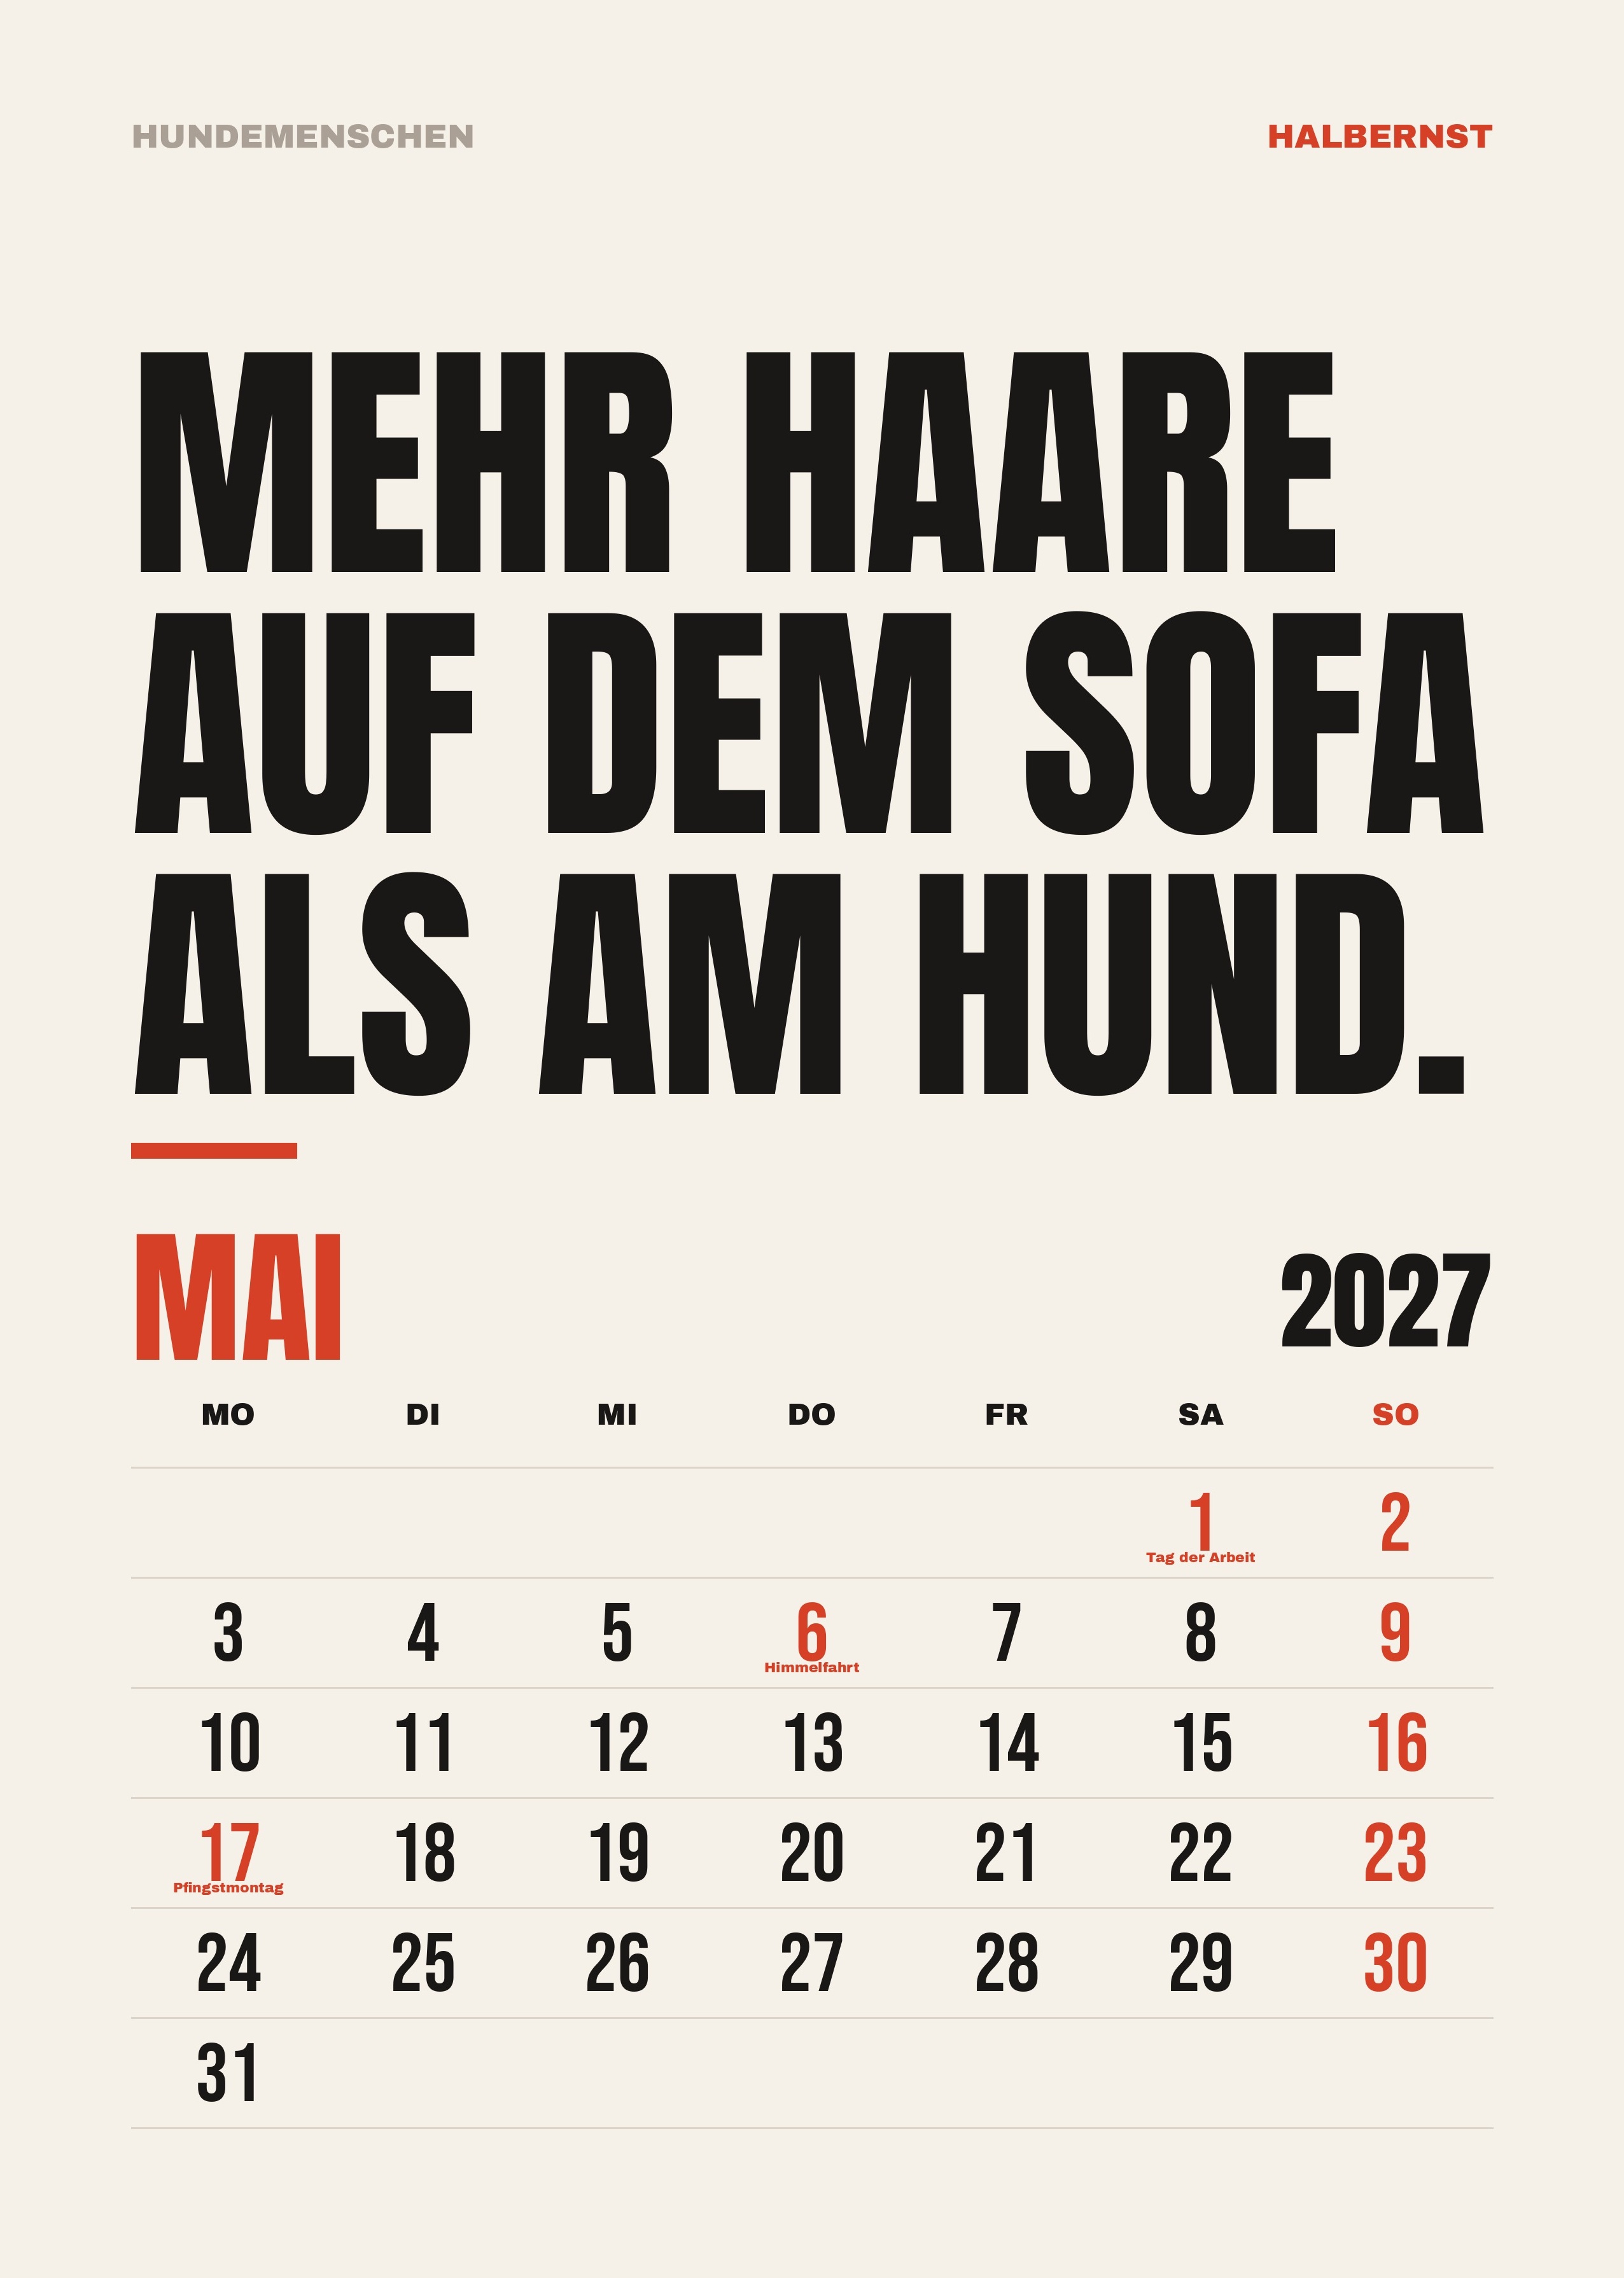 HUNDEMENSCHEN HALBERNST
MEHR HAARE
AUF DEM SOFA
ALS AM HUND.
MAI 2027
MO DI MI DO FR SA SO
1 2
Tag der Arbeit
3 4 5 6 7 8 9
Himmelfahrt
10 11 12 13 14 15 16
17 18 19 20 21 22 23
Pfingstmontag
24 25 26 27 28 29 30
31